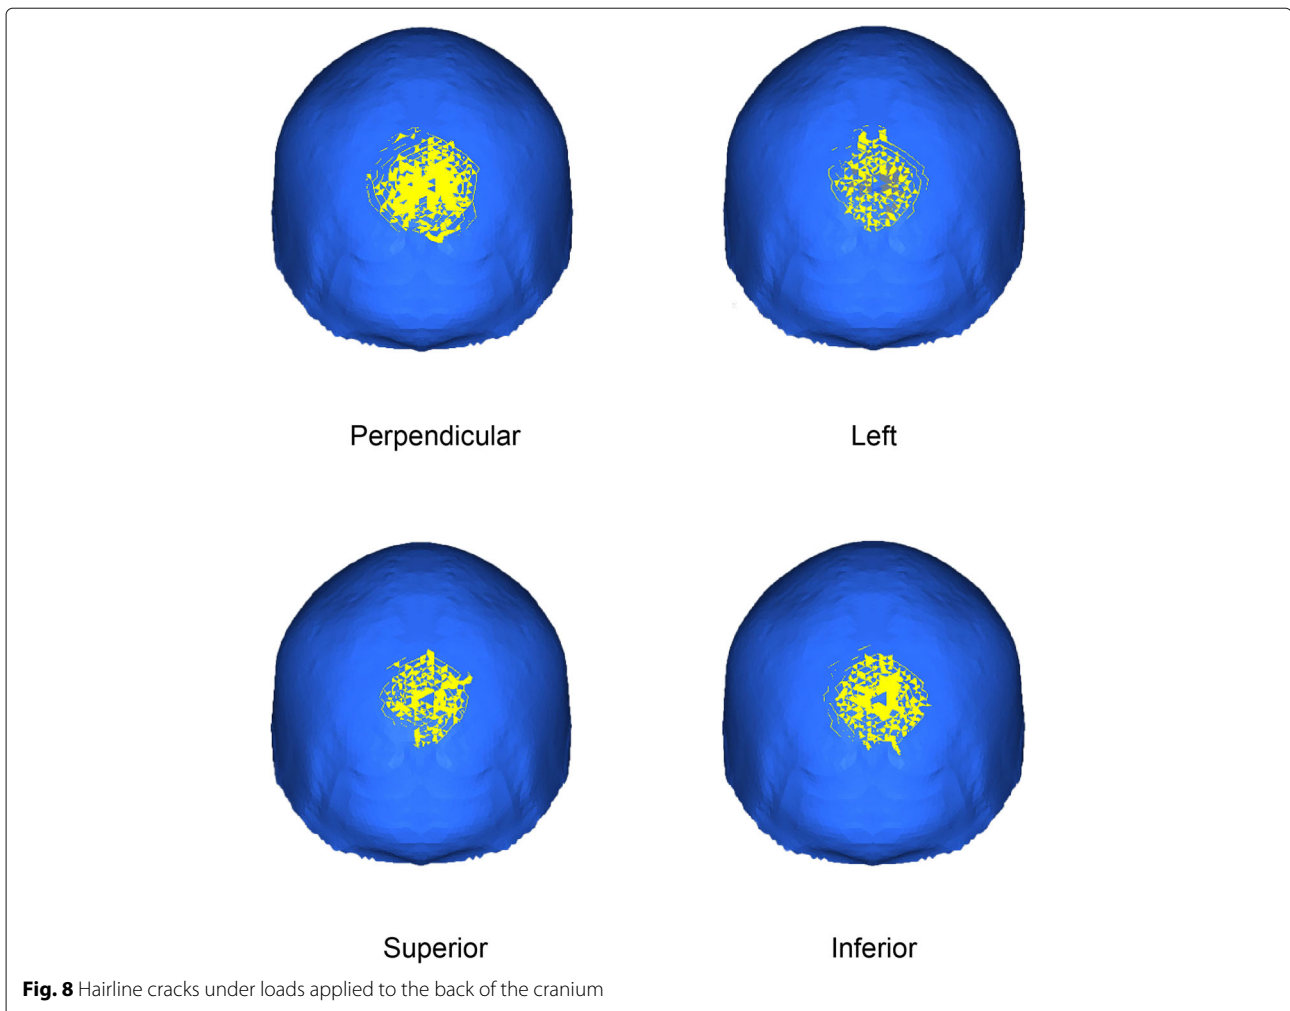 Perpendicular
Left
Superior
Inferior
Fig. 8 Hairline cracks under loads applied to the back of the cranium